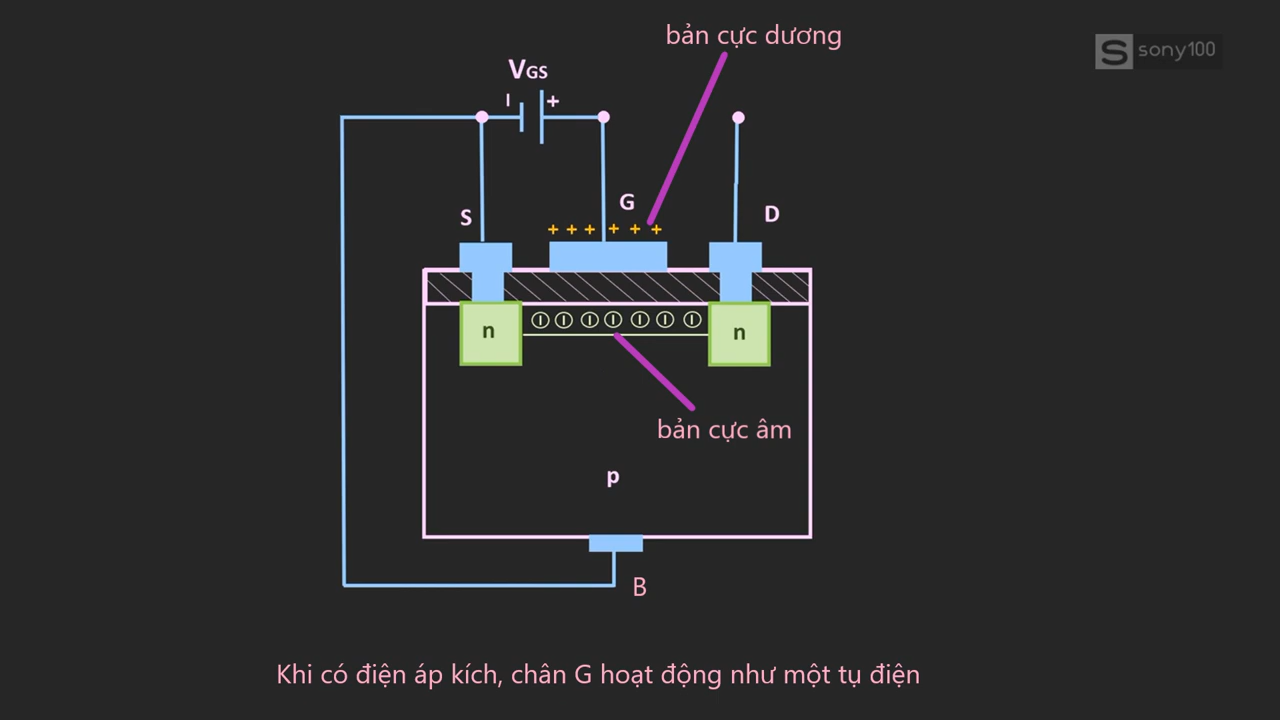 bản cực dương
S sony100
VGS
- +
G
S
D
+ + + + + +
n
n
bản cực âm
p
B
Khi có điện áp kích, chân G hoạt động như một tụ điện